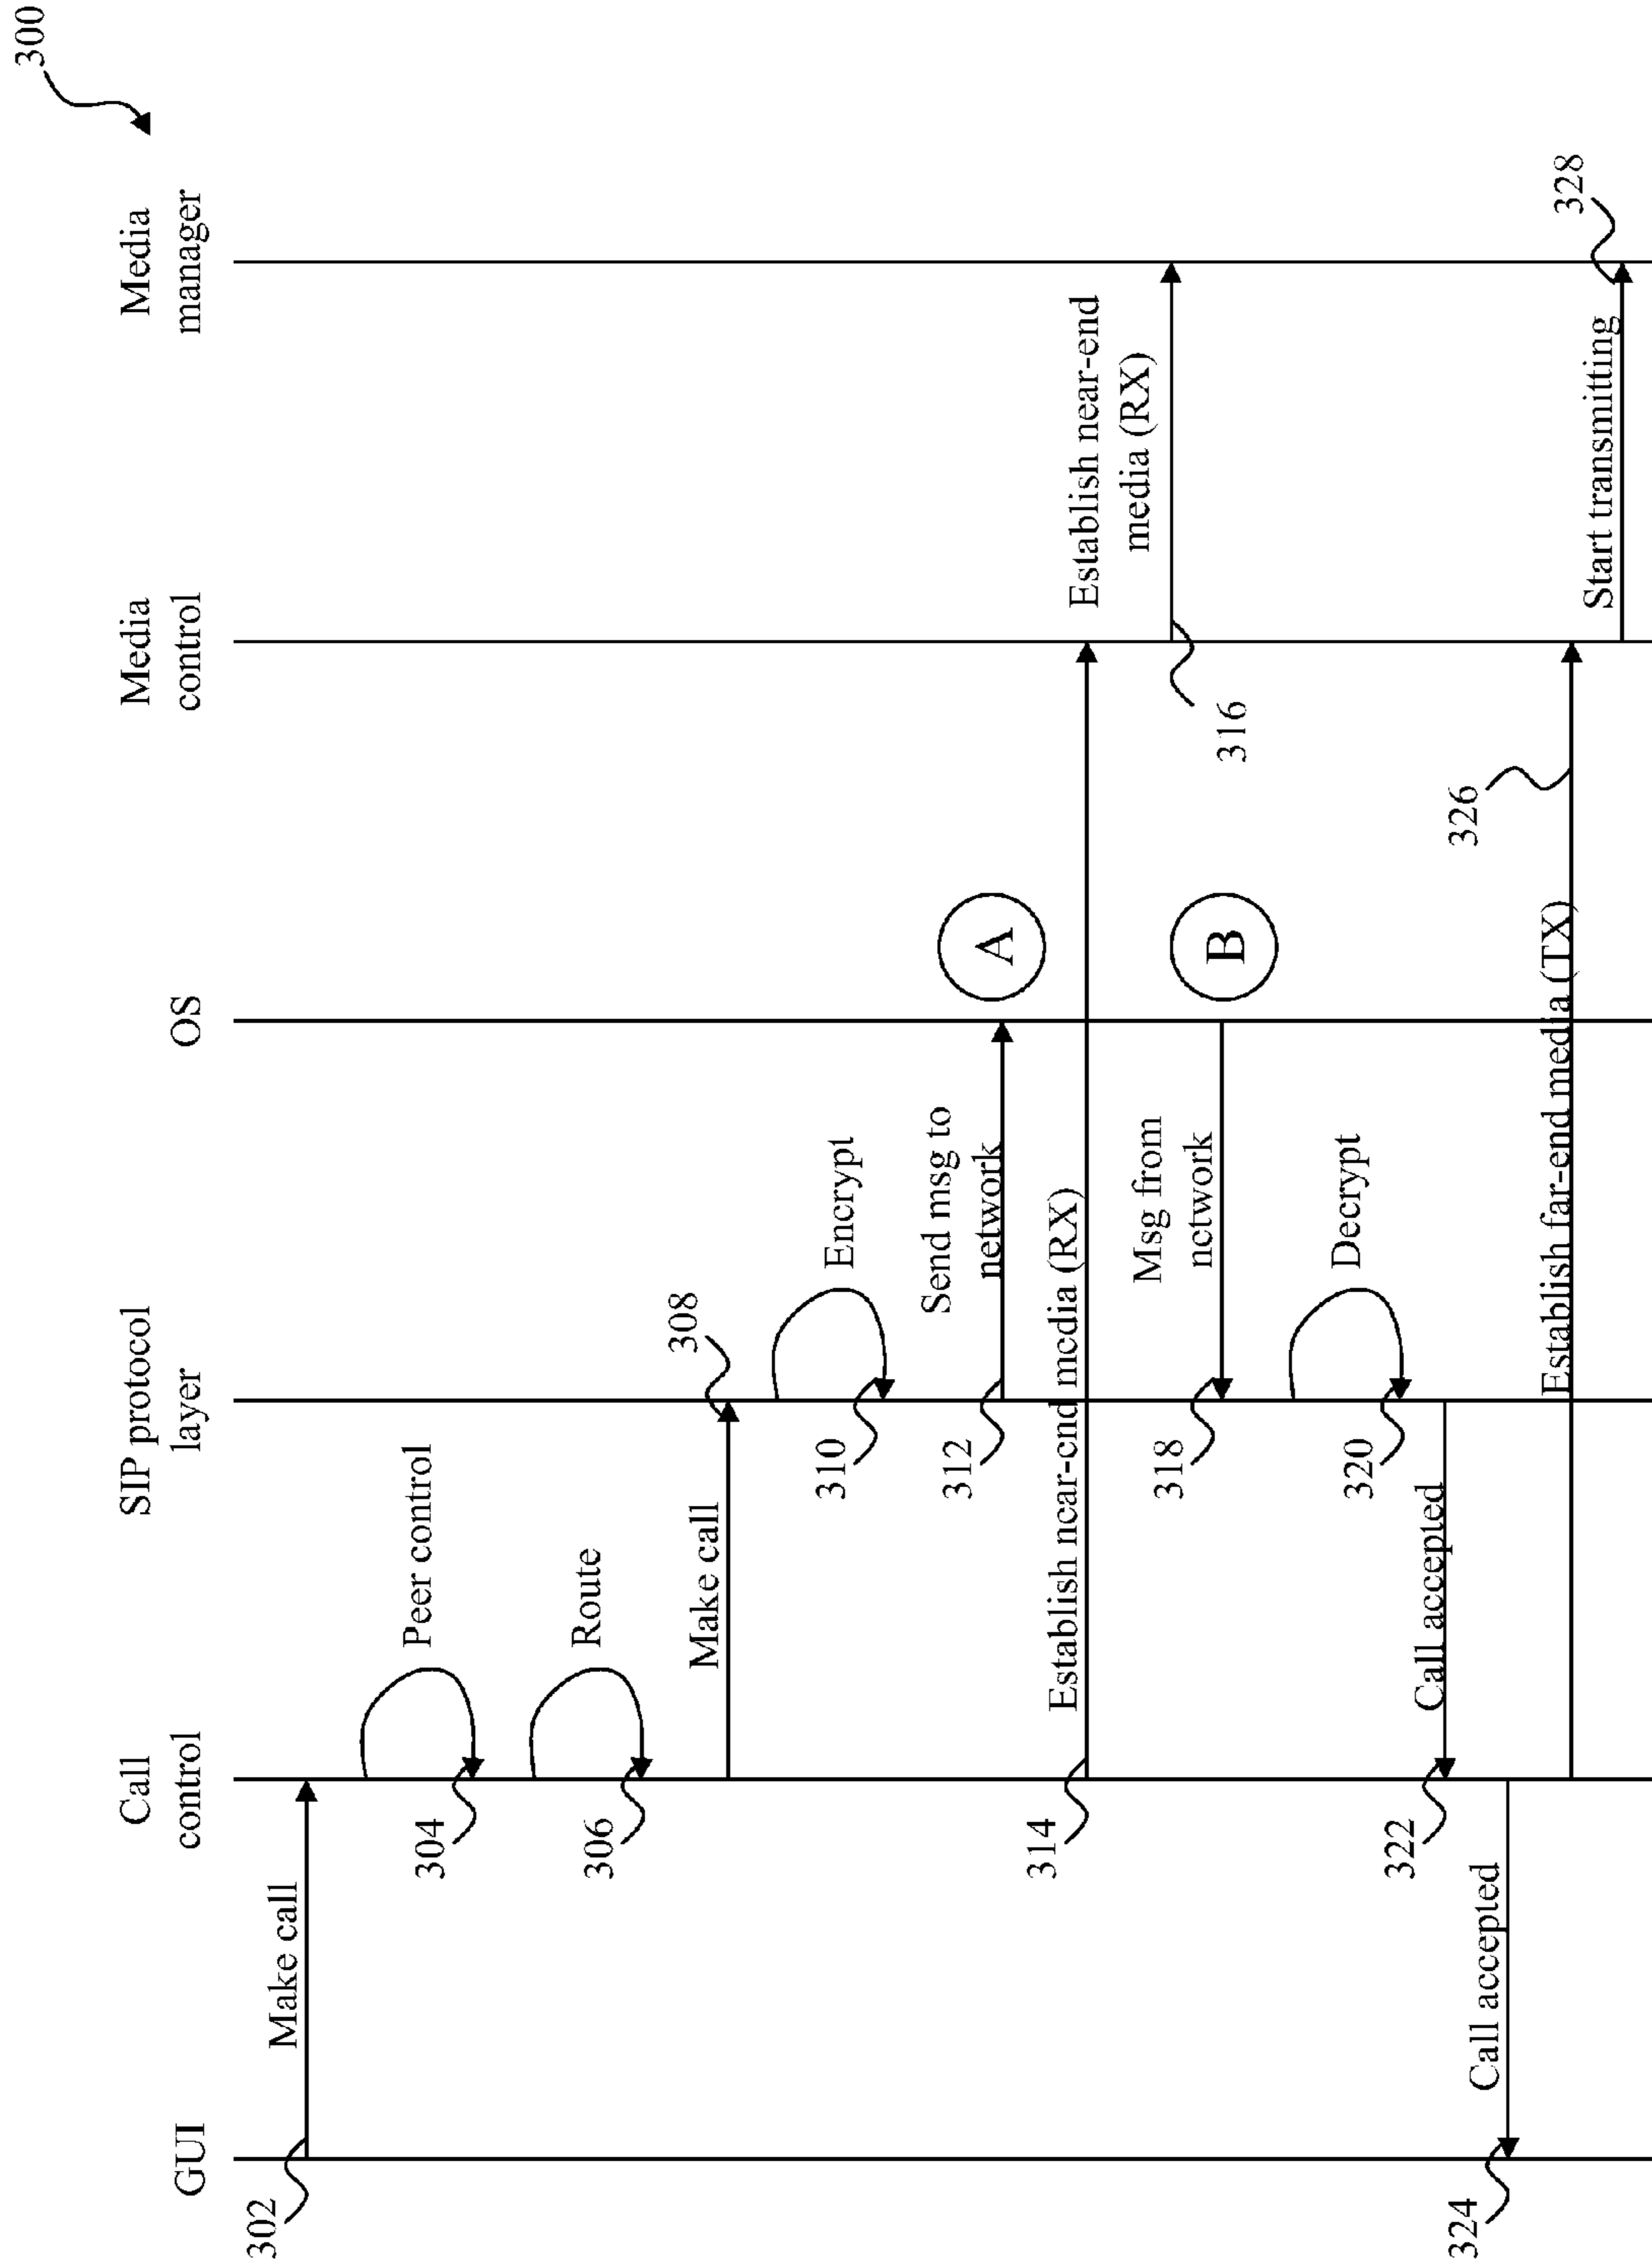 300
GUI
Call
control
SIP protocol
layer
OS
Media
control
Media
manager
302
Make call
Peer control
304
Route
306
Make call
308
Encrypt
310
Send msg to
network
312
A
Establish near-end media (RX)
314
Establish near-end
media (RX)
316
Msg from
network
318
B
Decrypt
320
Call accepted
322
Call accepted
324
Establish far-end media (TX)
326
Start transmitting
328